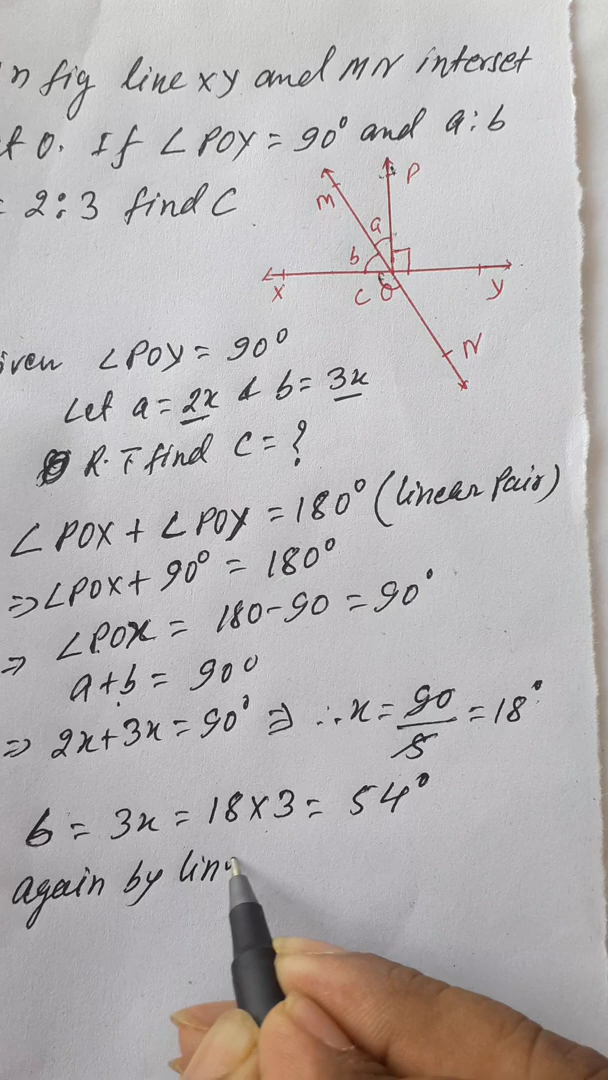 n fig line xy and MN interset
t O. If ∠POY = 90° and a:b
= 2:3 find C
M
P
a
b
X
C
O
Y
N
iven ∠POY = 90°
Let a = 2x & b = 3x
R.T find C = ?
∠POX + ∠POY = 180° (linear Pair)
⇒ ∠POX + 90° = 180°
⇒ ∠POX = 180 - 90 = 90°
a + b = 90°
⇒ 2x + 3x = 90° ⇒ ∴ x = 90/5 = 18°
b = 3x = 18 × 3 = 54°
again by lin